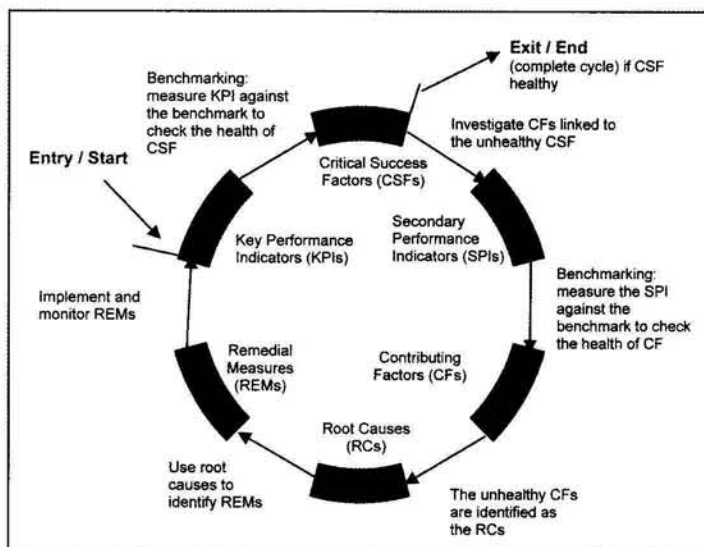 Exit / End
(complete cycle) if CSF
healthy
Benchmarking:
measure KPI against
the benchmark to
check the health of
CSF
Investigate CFs linked to
the unhealthy CSF
Critical Success
Factors (CSFs)
Entry / Start
Key Performance
Indicators (KPIs)
Secondary
Performance
Indicators (SPIs)
Benchmarking:
measure the SPI
against the
benchmark to check
the health of CF
Implement and
monitor REMs
Remedial
Measures
(REMs)
Contributing
Factors (CFs)
Root Causes
(RCs)
Use root
causes to
identify REMs
The unhealthy CFs
are identified as
the RCs